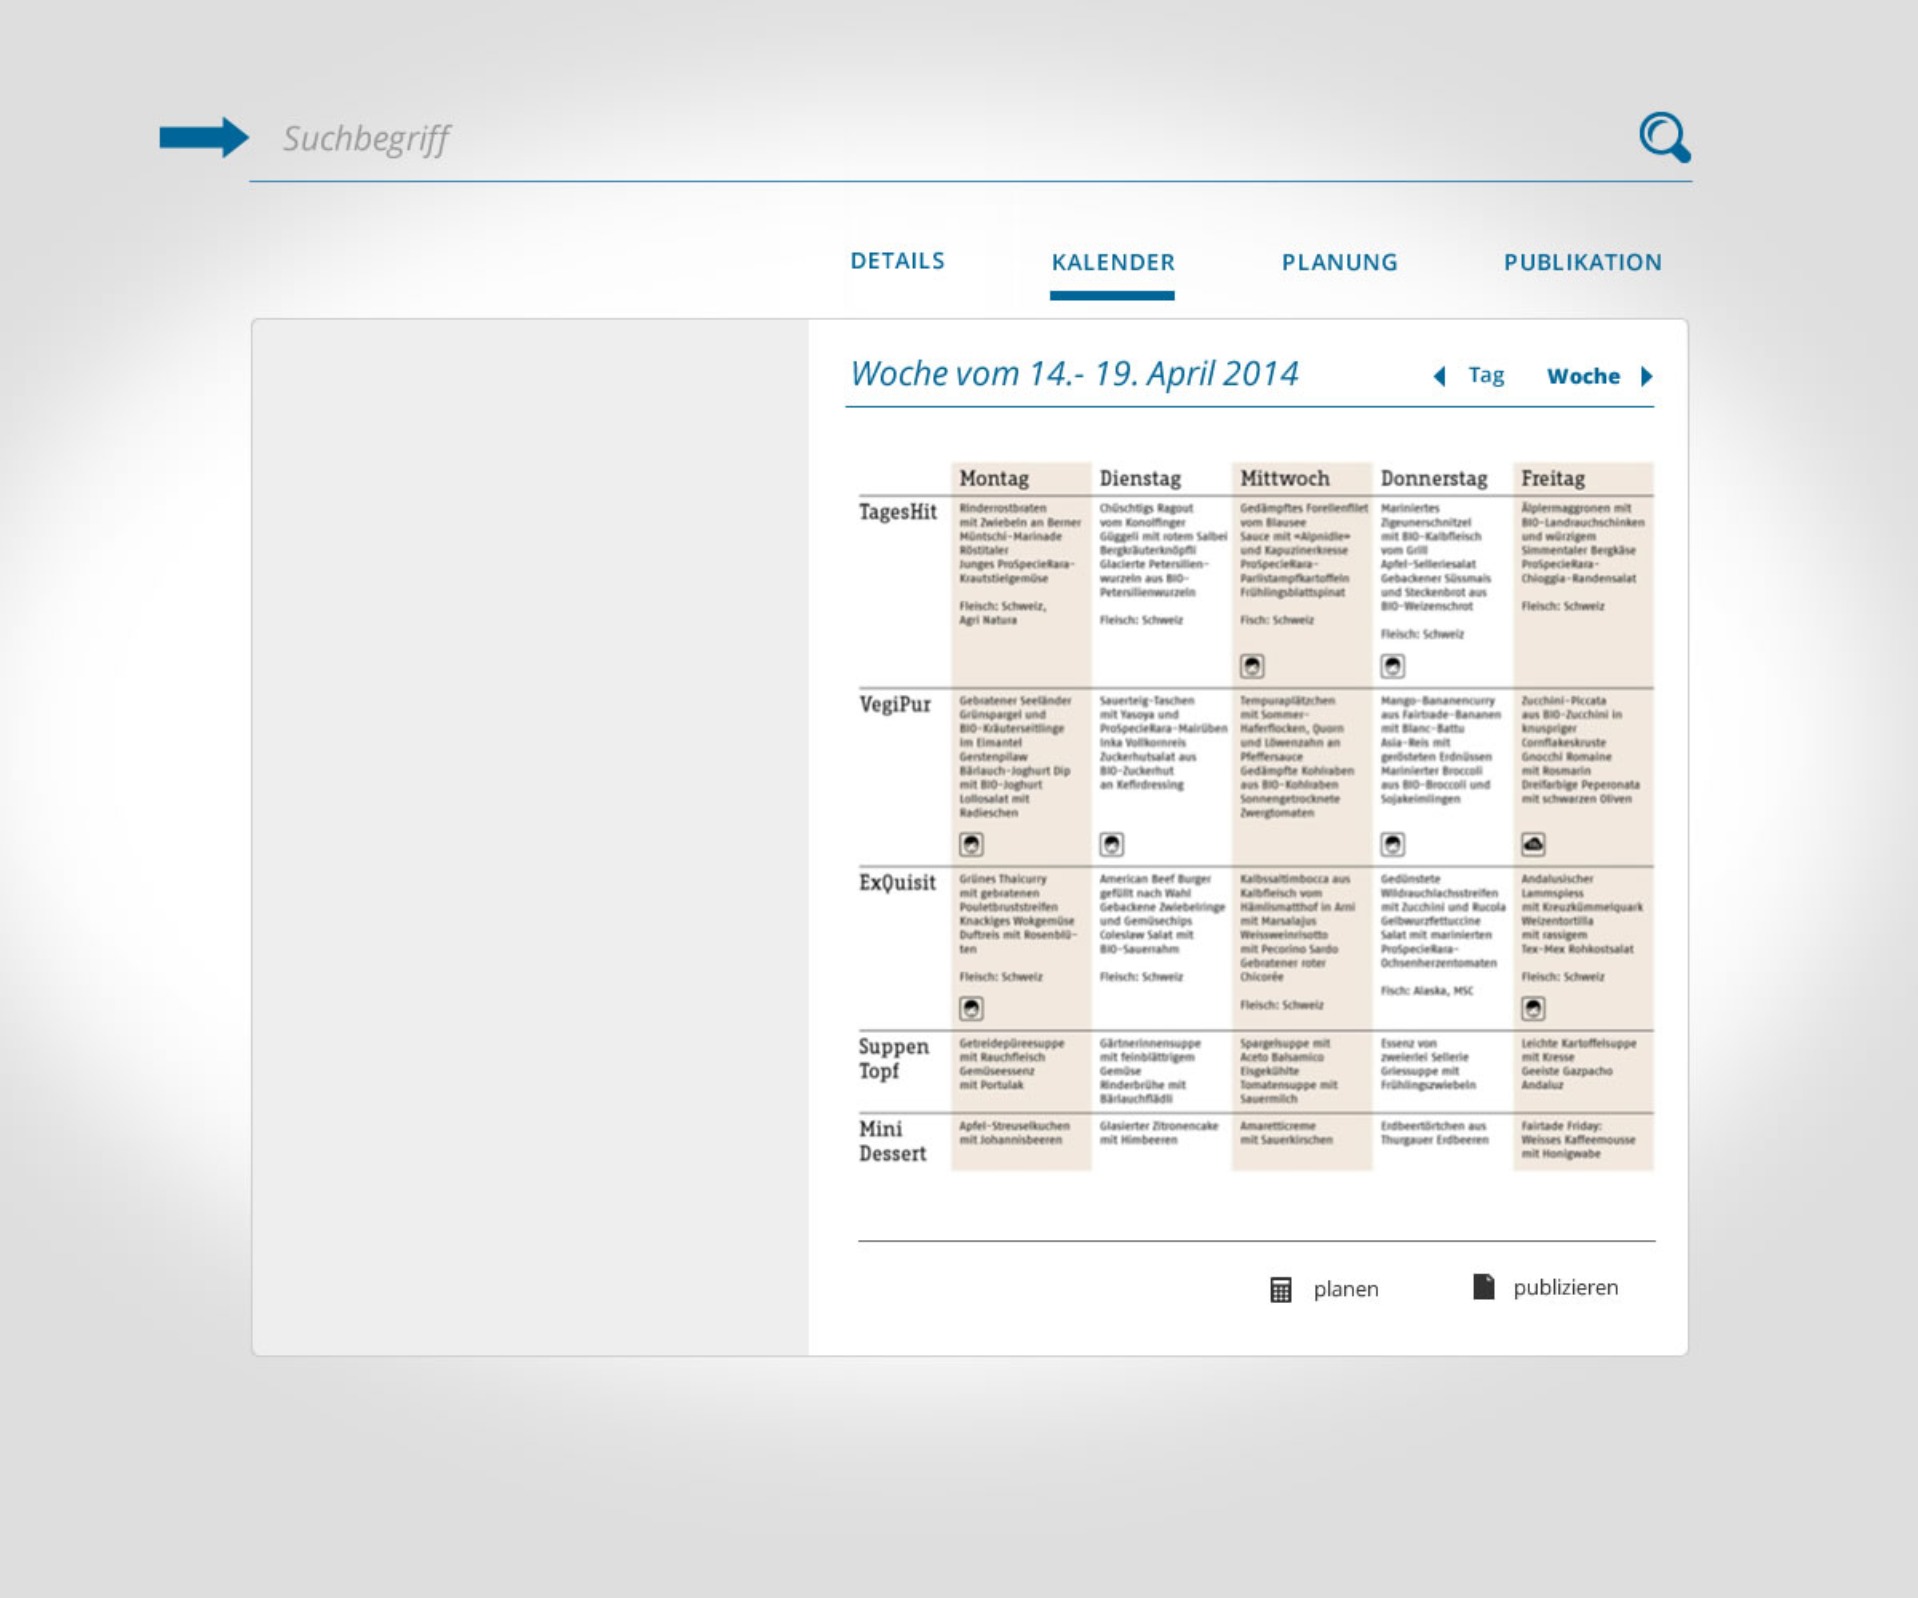 Suchbegriff
DETAILS
KALENDER
PLANUNG
PUBLIKATION
Woche vom 14.- 19. April 2014
Tag
Woche
Montag
Dienstag
Mittwoch
Donnerstag
Freitag
TagesHit
Rinderrostbraten
mit Zwiebeln an Berner
Müntschi-Marinade
Röstitaler
Junges ProSpecieRara-
Krautstielgemüse
Fleisch: Schweiz,
Agri Natura
Chüschtigs Ragout
vom Konolfinger
Güggeli mit rotem Salbei
Bergkräuterknöpfli
Glacierte Petersilien-
wurzeln aus BIO-
Petersilienwurzeln
Fleisch: Schweiz
Gedämpftes Forellenfilet
vom Blausee
Sauce mit «Alpnidle»
und Kapuzinerkresse
ProSpecieRara-
Parlistampfkartoffeln
Frühlingsblattspinat
Fisch: Schweiz
Mariniertes
Zigeunerschnitzel
mit BIO-Kalbfleisch
vom Grill
Apfel-Selleriesalat
Gebackener Süssmais
und Steckenbrot aus
BIO-Weizenschrot
Fleisch: Schweiz
Älplermaggronen mit
BIO-Landrauchschinken
und würzigem
Simmentaler Bergkäse
ProSpecieRara-
Chioggia-Randensalat
Fleisch: Schweiz
VegiPur
Gebratener Seeländer
Grünspargel und
BIO-Kräuterseitlinge
im Eimantel
Gerstenpilaw
Bärlauch-Joghurt Dip
mit BIO-Joghurt
Lollosalat mit
Radieschen
Sauerteig-Taschen
mit Yasoya und
ProSpecieRara-Mairüben
Inka Vollkornreis
Zuckerhutsalat aus
BIO-Zuckerhut
an Kefirdressing
Tempuraplätzchen
mit Sommer-
Haferflocken, Quorn
und Löwenzahn an
Pfeffersauce
Gedämpfte Kohlraben
aus BIO-Kohlraben
Sonnengetrocknete
Zwergtomaten
Mango-Bananencurry
aus Fairtrade-Bananen
mit Blanc-Battu
Asia-Reis mit
gerösteten Erdnüssen
Marinierter Broccoli
aus BIO-Broccoli und
Sojakeimlingen
Zucchini-Piccata
aus BIO-Zucchini in
knuspriger
Cornflakeskruste
Gnocchi Romaine
mit Rosmarin
Dreifarbige Peperonata
mit schwarzen Oliven
ExQuisit
Grünes Thaicurry
mit gebratenen
Pouletbruststreifen
Knackiges Wokgemüse
Duftreis mit Rosenblü-
ten
Fleisch: Schweiz
American Beef Burger
gefüllt nach Wahl
Gebackene Zwiebelringe
und Gemüsechips
Coleslaw Salat mit
BIO-Sauerrahm
Fleisch: Schweiz
Kalbssaltimbocca aus
Kalbfleisch vom
Hämlismatthof in Arni
mit Marsalajus
Weissweinrisotto
mit Pecorino Sardo
Gebratener roter
Chicorée
Fleisch: Schweiz
Gedünstete
Wildrauchlachsstreifen
mit Zucchini und Rucola
Gelbwurzfettuccine
Salat mit marinierten
ProSpecieRara-
Ochsenherzentomaten
Fisch: Alaska, MSC
Andalusischer
Lammspiess
mit Kreuzkümmelquark
Weizentortilla
mit rassigem
Tex-Mex Rohkostsalat
Fleisch: Schweiz
Suppen
Topf
Getreidepüreesuppe
mit Rauchfleisch
Gemüseessenz
mit Portulak
Gärtnerinnensuppe
mit feinblättrigem
Gemüse
Rinderbrühe mit
Bärlauchflädli
Spargelsuppe mit
Aceto Balsamico
Eisgekühlte
Tomatensuppe mit
Sauermilch
Essenz von
zweierlei Sellerie
Griessuppe mit
Frühlingszwiebeln
Leichte Kartoffelsuppe
mit Kresse
Geeiste Gazpacho
Andaluz
Mini
Dessert
Apfel-Streuselkuchen
mit Johannisbeeren
Glasierter Zitronencake
mit Himbeeren
Amaretticreme
mit Sauerkirschen
Erdbeertörtchen aus
Thurgauer Erdbeeren
Fairtade Friday:
Weisses Kaffeemousse
mit Honigwabe
planen
publizieren